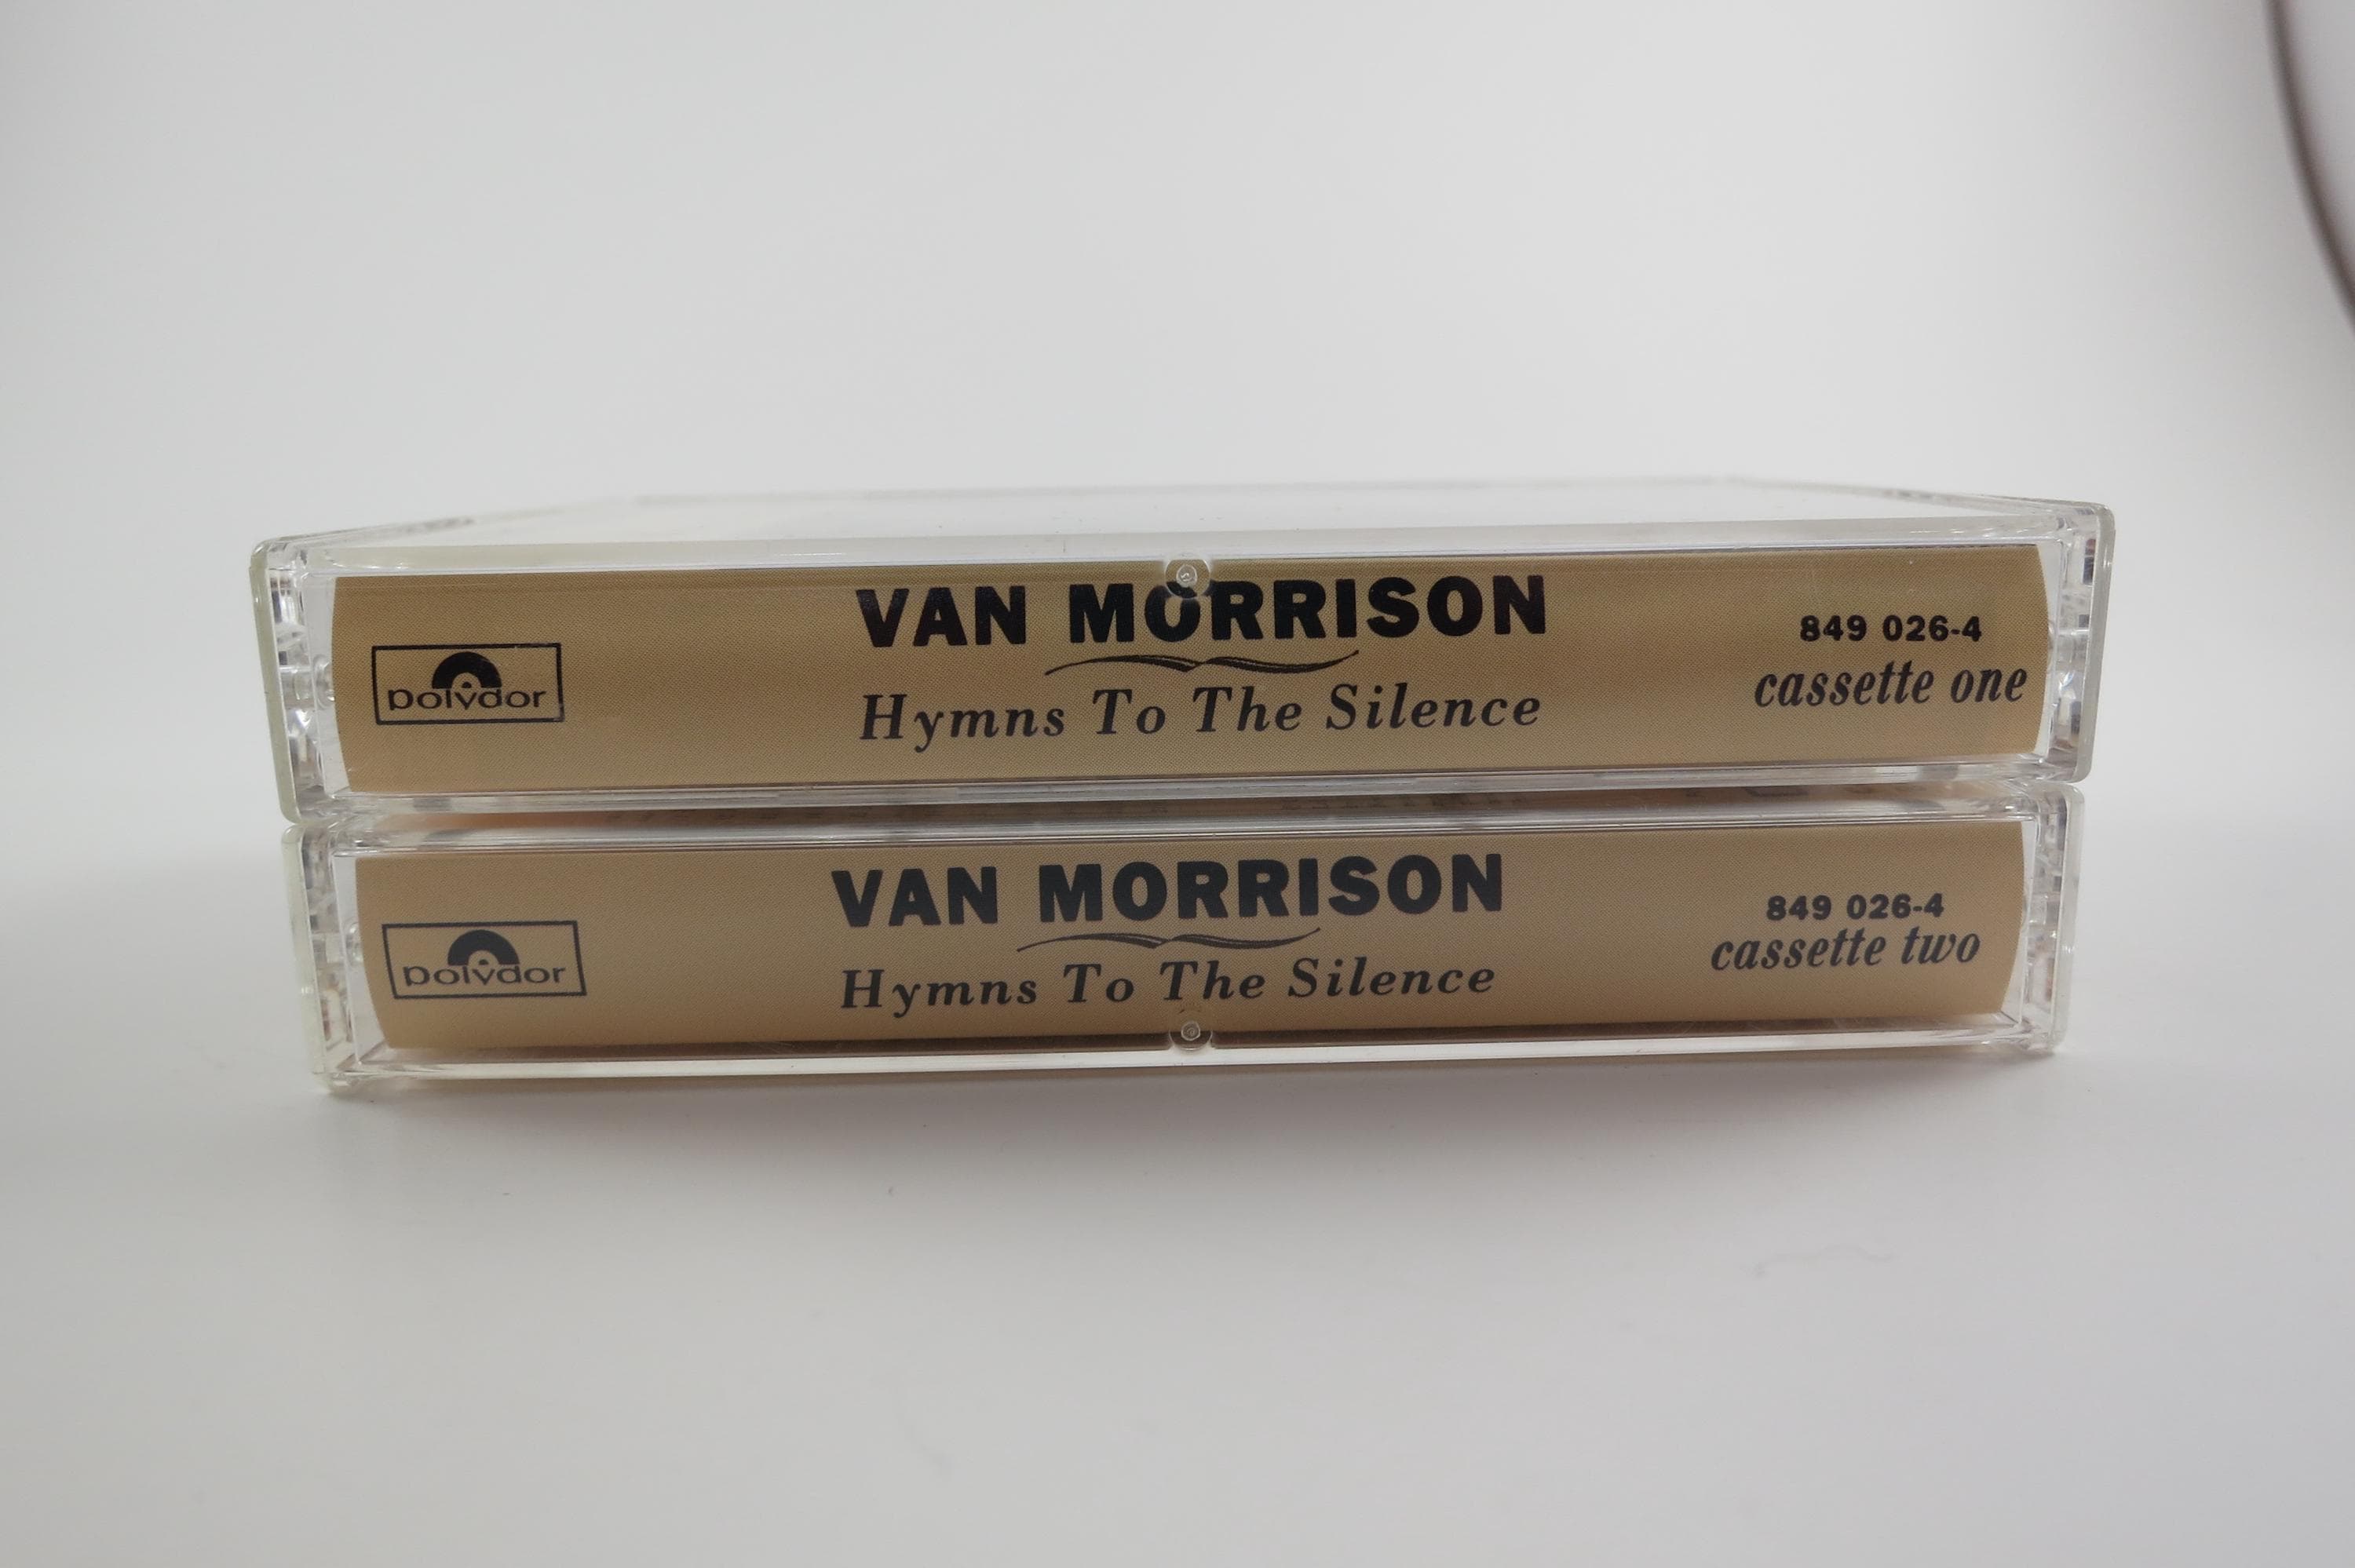 VAN MORRISON
Hymns To The Silence
polydor
849 026-4
cassette one
VAN MORRISON
Hymns To The Silence
polydor
849 026-4
cassette two